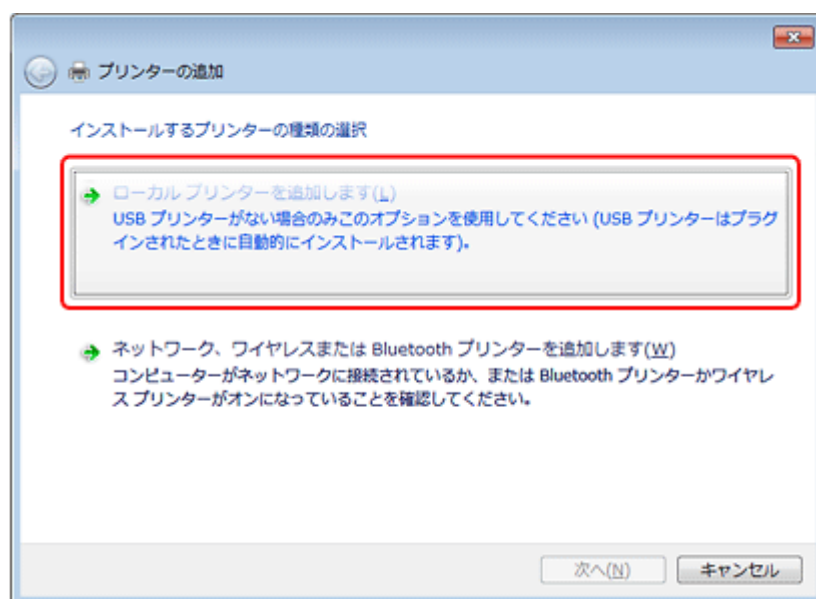 プリンターの追加
インストールするプリンターの種類の選択
ローカル プリンターを追加します(L)
USB プリンターがない場合のみこのオプションを使用してください (USB プリンターはプラグ
インされたときに自動的にインストールされます)。
ネットワーク、ワイヤレスまたは Bluetooth プリンターを追加します(W)
コンピューターがネットワークに接続されているか、または Bluetooth プリンターかワイヤレ
ス プリンターがオンになっていることを確認してください。
次へ(N)
キャンセル